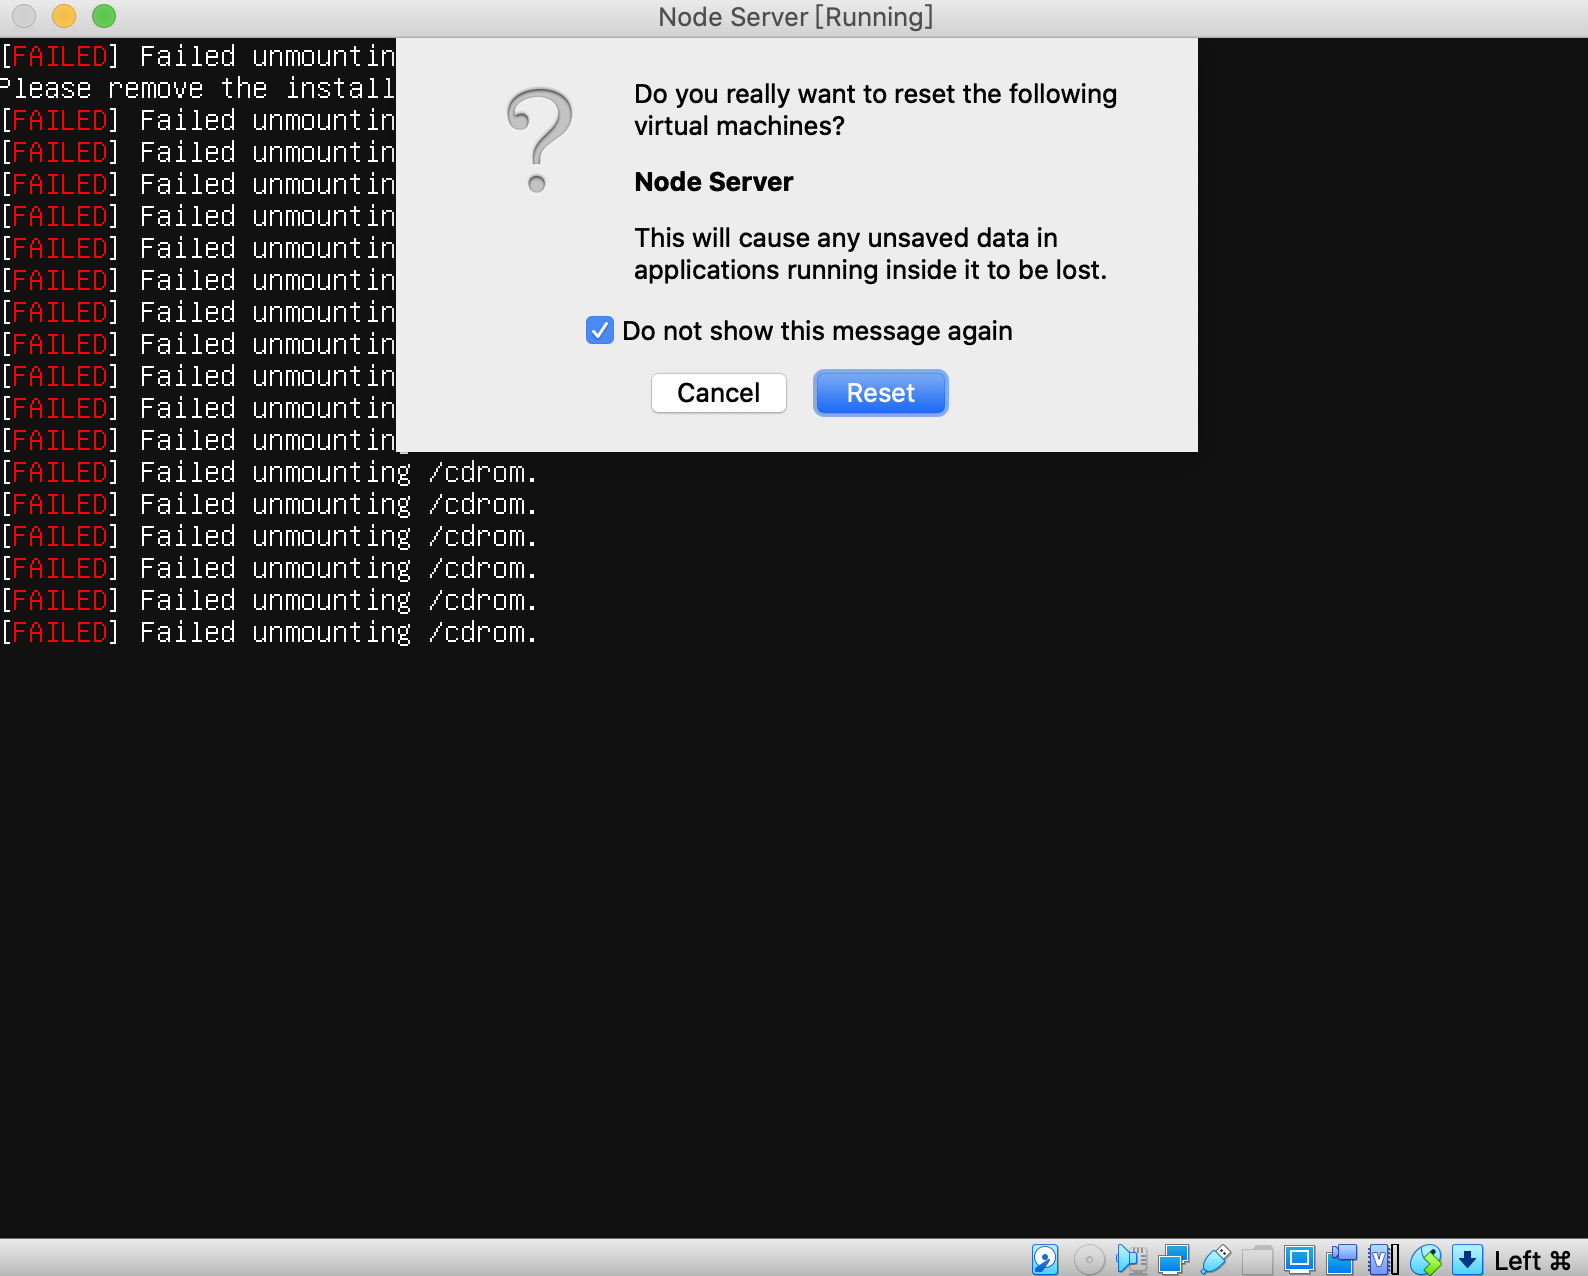 Node Server [Running]
[FAILED] Failed unmountin
Please remove the install
[FAILED] Failed unmountin
[FAILED] Failed unmountin
[FAILED] Failed unmountin
[FAILED] Failed unmountin
[FAILED] Failed unmountin
[FAILED] Failed unmountin
[FAILED] Failed unmountin
[FAILED] Failed unmountin
[FAILED] Failed unmountin
[FAILED] Failed unmountin
[FAILED] Failed unmountin
[FAILED] Failed unmounting /cdrom.
[FAILED] Failed unmounting /cdrom.
[FAILED] Failed unmounting /cdrom.
[FAILED] Failed unmounting /cdrom.
[FAILED] Failed unmounting /cdrom.
[FAILED] Failed unmounting /cdrom.
Do you really want to reset the following
virtual machines?
Node Server
This will cause any unsaved data in
applications running inside it to be lost.
Do not show this message again
Cancel
Reset
Left ⌘